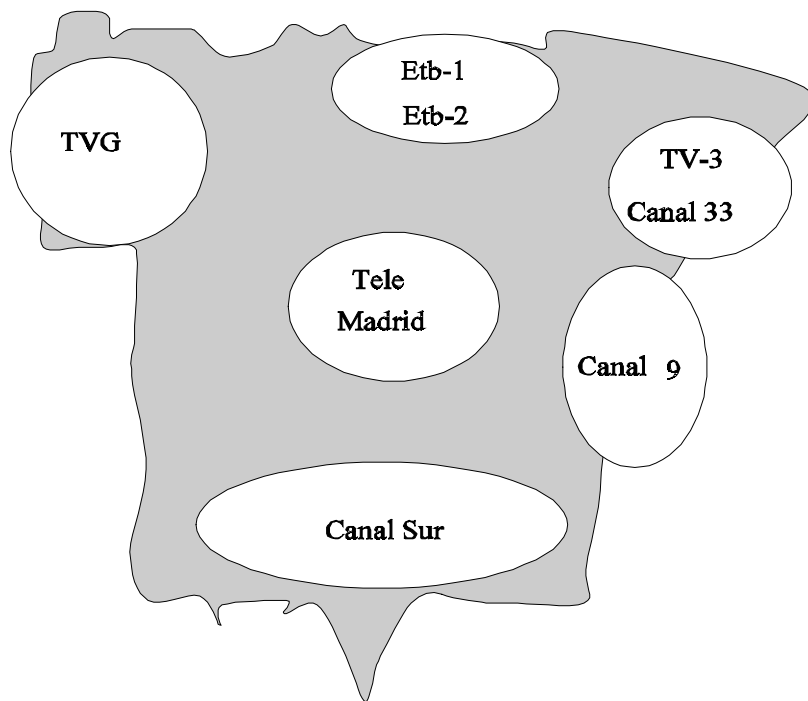 Etb-1
Etb-2
TVG
TV-3
Canal 33
Tele
Madrid
Canal 9
Canal Sur